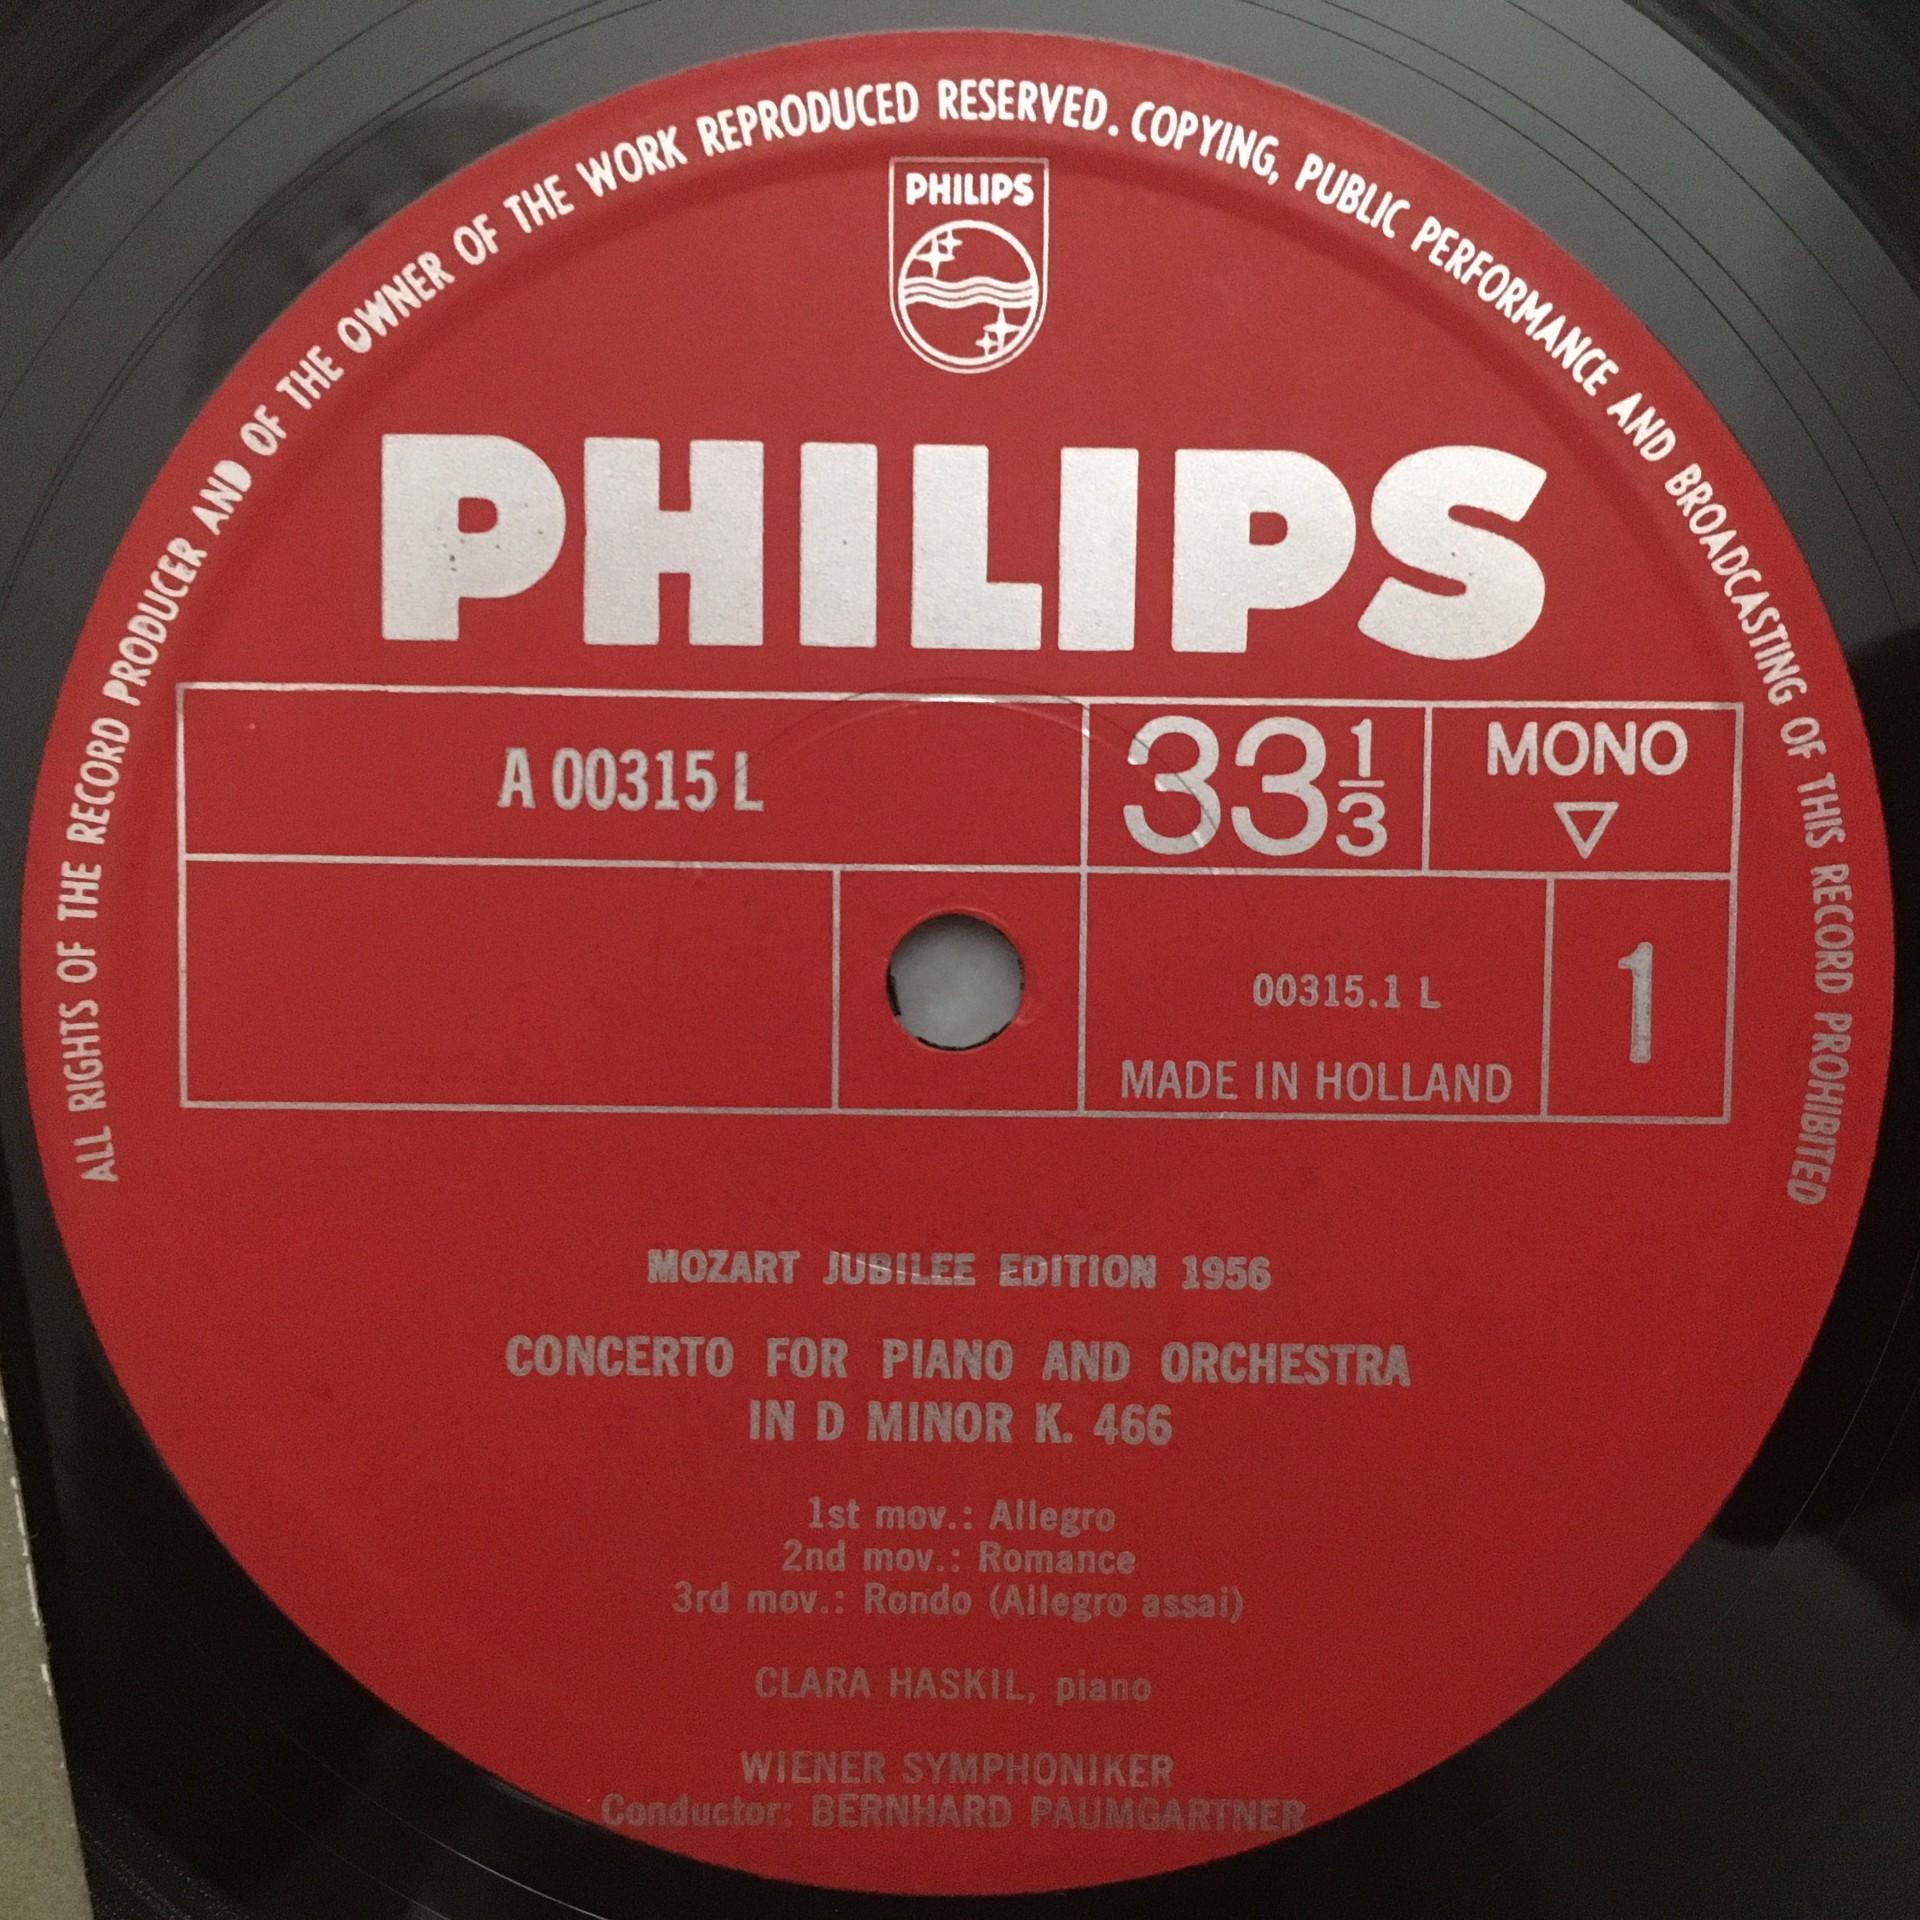 ALL RIGHTS OF THE RECORD PRODUCER AND OF THE OWNER OF THE WORK REPRODUCED RESERVED. COPYING, PUBLIC PERFORMANCE AND BROADCASTING OF THIS RECORD PROHIBITED
PHILIPS
PHILIPS
A 00315 L
33 1/3
MONO
00315.1 L
MADE IN HOLLAND
1
MOZART JUBILEE EDITION 1956
CONCERTO FOR PIANO AND ORCHESTRA
IN D MINOR K. 466
1st mov.: Allegro
2nd mov.: Romance
3rd mov.: Rondo (Allegro assai)
CLARA HASKIL, piano
WIENER SYMPHONIKER
Conductor: BERNHARD PAUMGARTNER